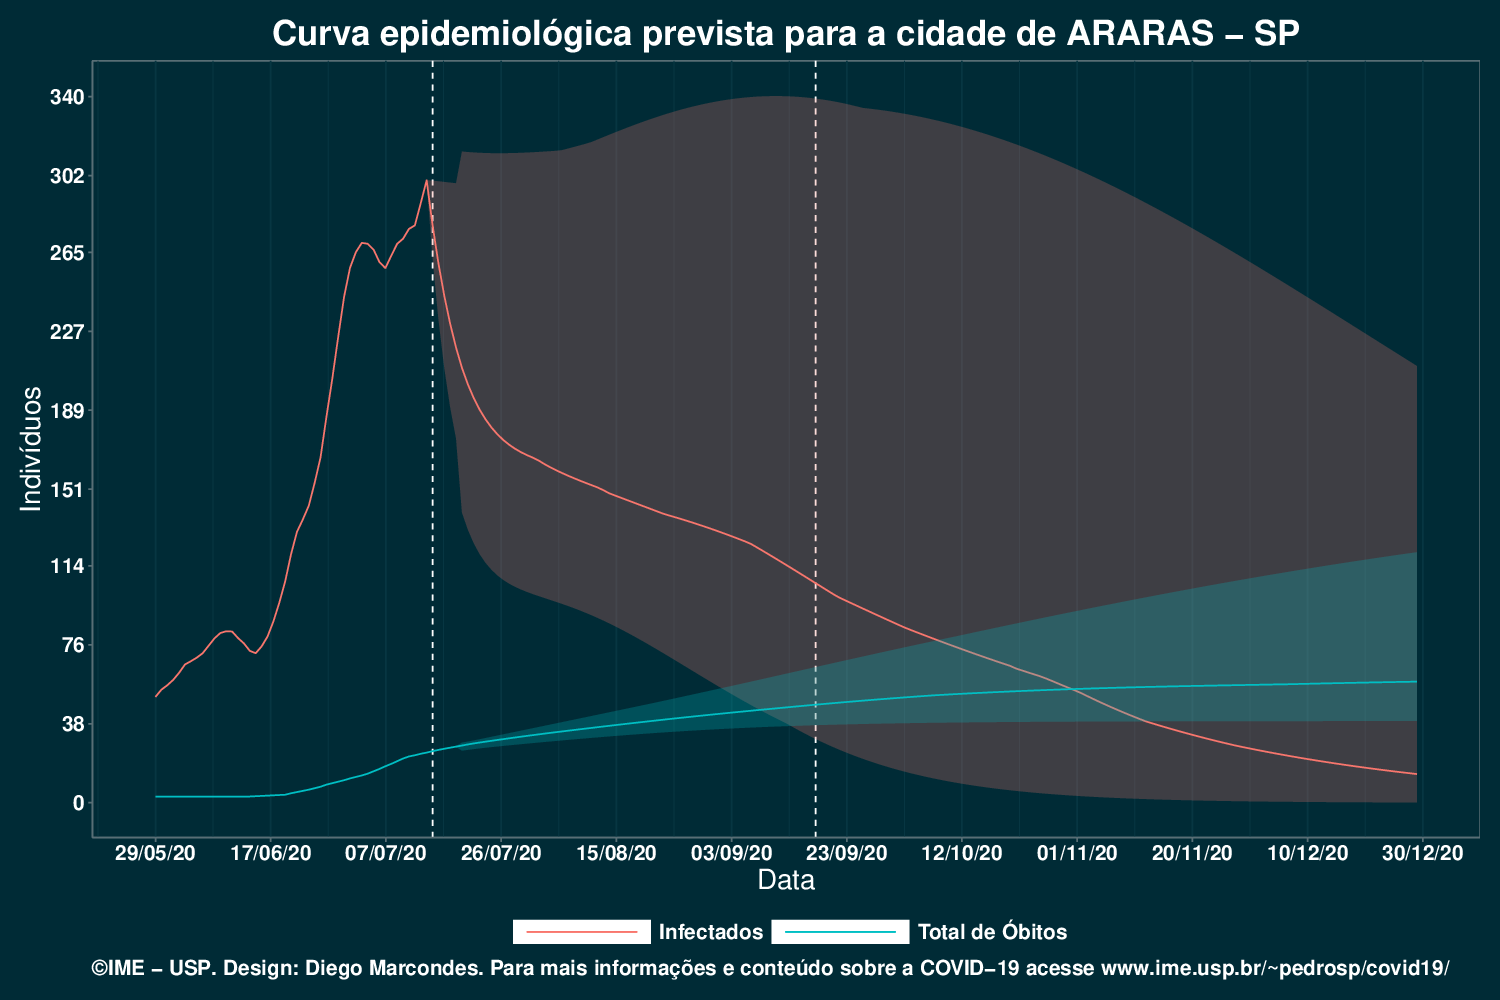 Curva epidemiológica prevista para a cidade de ARARAS – SP
Indivíduos
340
302
265
227
189
151
114
76
38
0
29/05/20 17/06/20 07/07/20 26/07/20 15/08/20 03/09/20 23/09/20 12/10/20 01/11/20 20/11/20 10/12/20 30/12/20
Data
Infectados Total de Óbitos
©IME – USP. Design: Diego Marcondes. Para mais informações e conteúdo sobre a COVID–19 acesse www.ime.usp.br/~pedrosp/covid19/